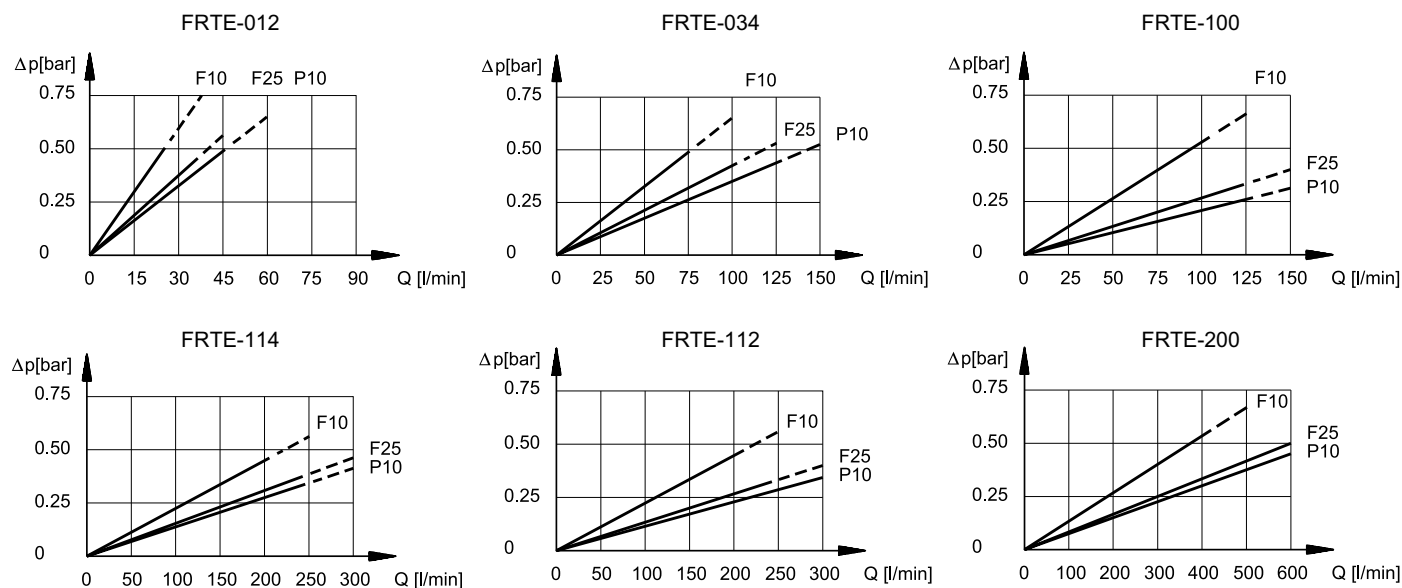 FRTE-012
Δp[bar]
F10 F25 P10
0.75
0.50
0.25
0
0 15 30 45 60 75 90 Q [l/min]
FRTE-034
Δp[bar]
F10
0.75
F25
P10
0.50
0.25
0
0 25 50 75 100 125 150 Q [l/min]
FRTE-100
Δp[bar]
F10
0.75
0.50
F25
P10
0.25
0
0 25 50 75 100 125 150 Q [l/min]
FRTE-114
Δp[bar]
0.75
F10
0.50
F25
P10
0.25
0
0 50 100 150 200 250 300 Q [l/min]
FRTE-112
Δp[bar]
0.75
F10
0.50
F25
P10
0.25
0
0 50 100 150 200 250 300 Q [l/min]
FRTE-200
Δp[bar]
0.75
F10
F25
0.50
P10
0.25
0
0 100 200 300 400 500 600 Q [l/min]